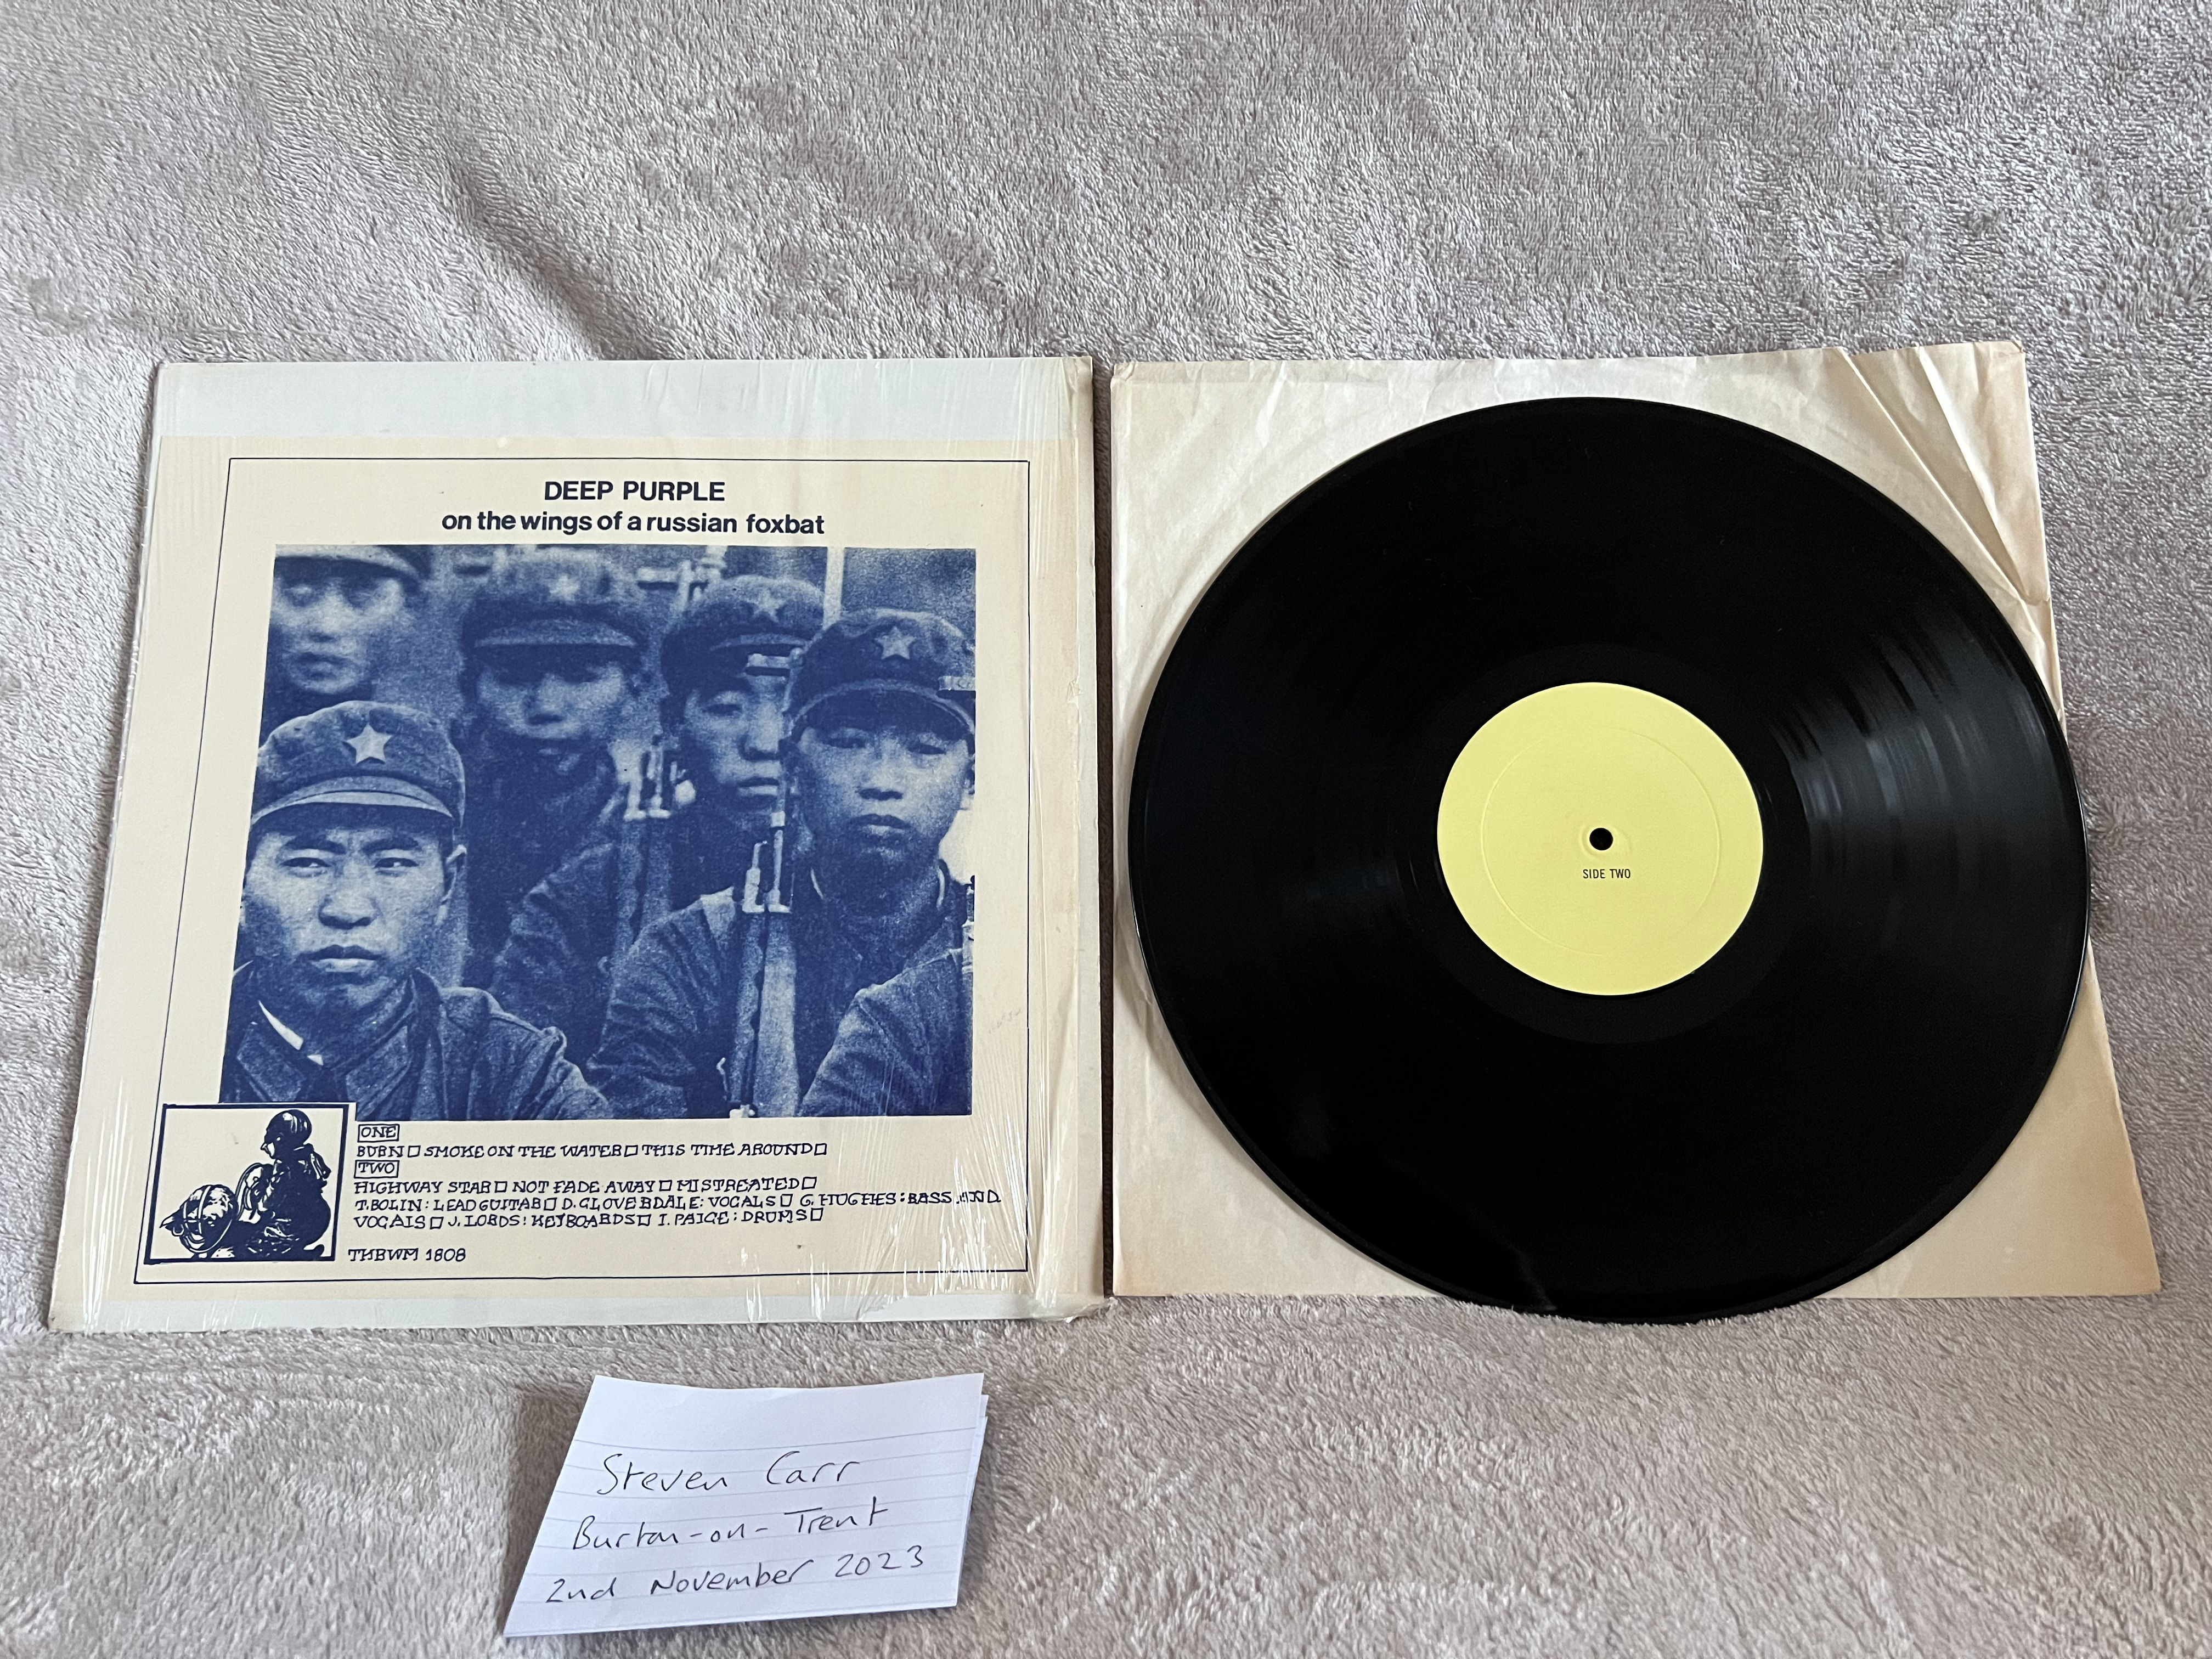 DEEP PURPLE
on the wings of a russian foxbat
ONE
BURN□ SMOKE ON THE WATER□ THIS TIME AROUND□
TWO
HIGHWAY STAR□ NOT FADE AWAY□ MISTREATED□
T. BOLIN: LEAD GUITAR□ D. CLOVERDALE: VOCALS□ G. HUGHES: BASS AND
VOCALS□ J. LORDS: KEYBOARDS□ I. PAICE: DRUMS□
THBWM 1808
SIDE TWO
Steven Carr
Burton-on-Trent
2nd November 2023